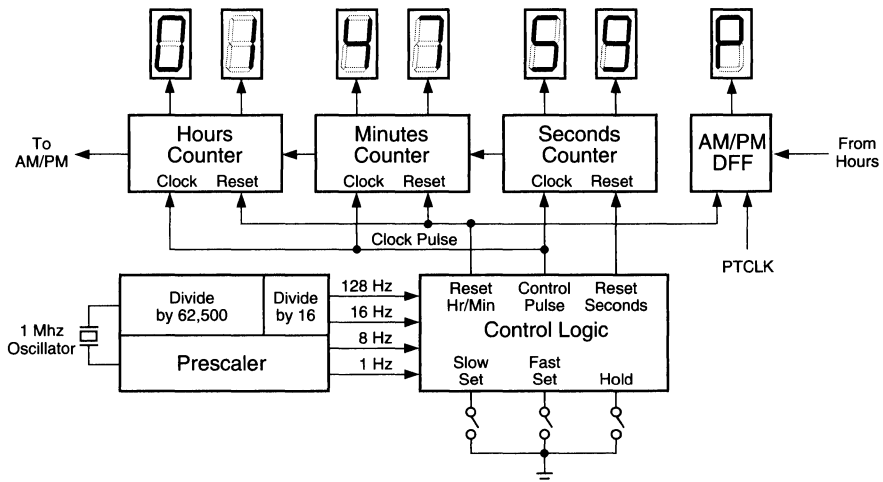 01 47 59 P
To
AM/PM
Hours
Counter
Clock Reset
Minutes
Counter
Clock Reset
Seconds
Counter
Clock Reset
AM/PM
DFF
From
Hours
Clock Pulse
PTCLK
1 Mhz
Oscillator
Divide
by 62,500
Divide
by 16
Prescaler
128 Hz
16 Hz
8 Hz
1 Hz
Reset
Hr/Min
Control
Pulse
Reset
Seconds
Control Logic
Slow
Set
Fast
Set
Hold